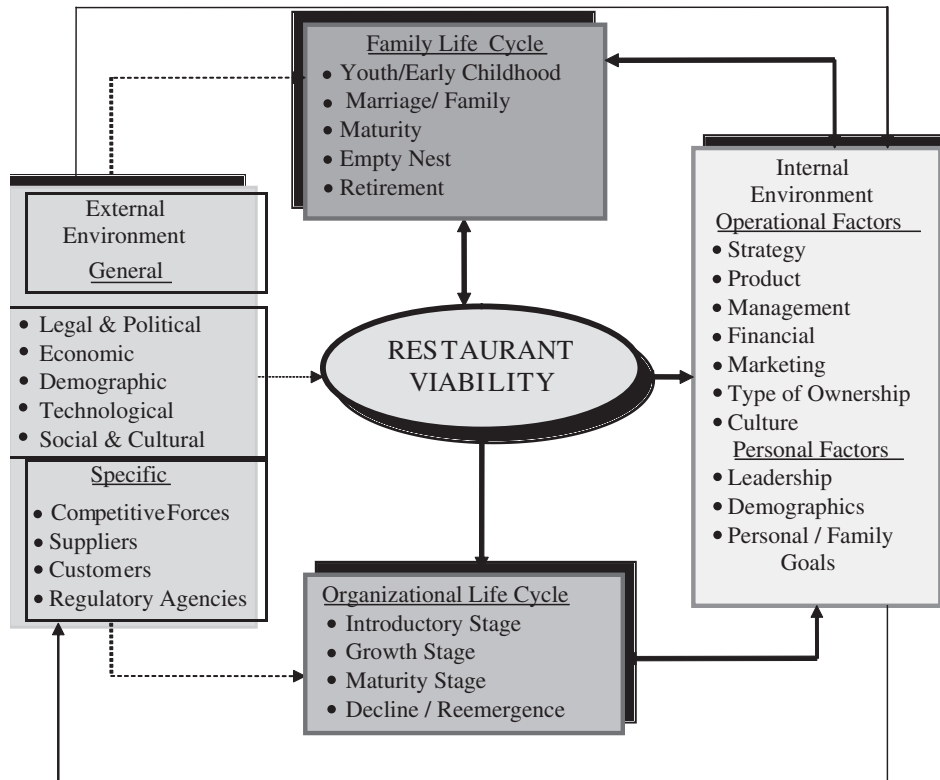 Family Life Cycle
• Youth/Early Childhood
• Marriage/ Family
• Maturity
• Empty Nest
• Retirement
External
Environment
General
• Legal & Political
• Economic
• Demographic
• Technological
• Social & Cultural
Specific
• Competitive Forces
• Suppliers
• Customers
• Regulatory Agencies
RESTAURANT
VIABILITY
Organizational Life Cycle
• Introductory Stage
• Growth Stage
• Maturity Stage
• Decline / Reemergence
Internal
Environment
Operational Factors
• Strategy
• Product
• Management
• Financial
• Marketing
• Type of Ownership
• Culture
Personal Factors
• Leadership
• Demographics
• Personal / Family
Goals